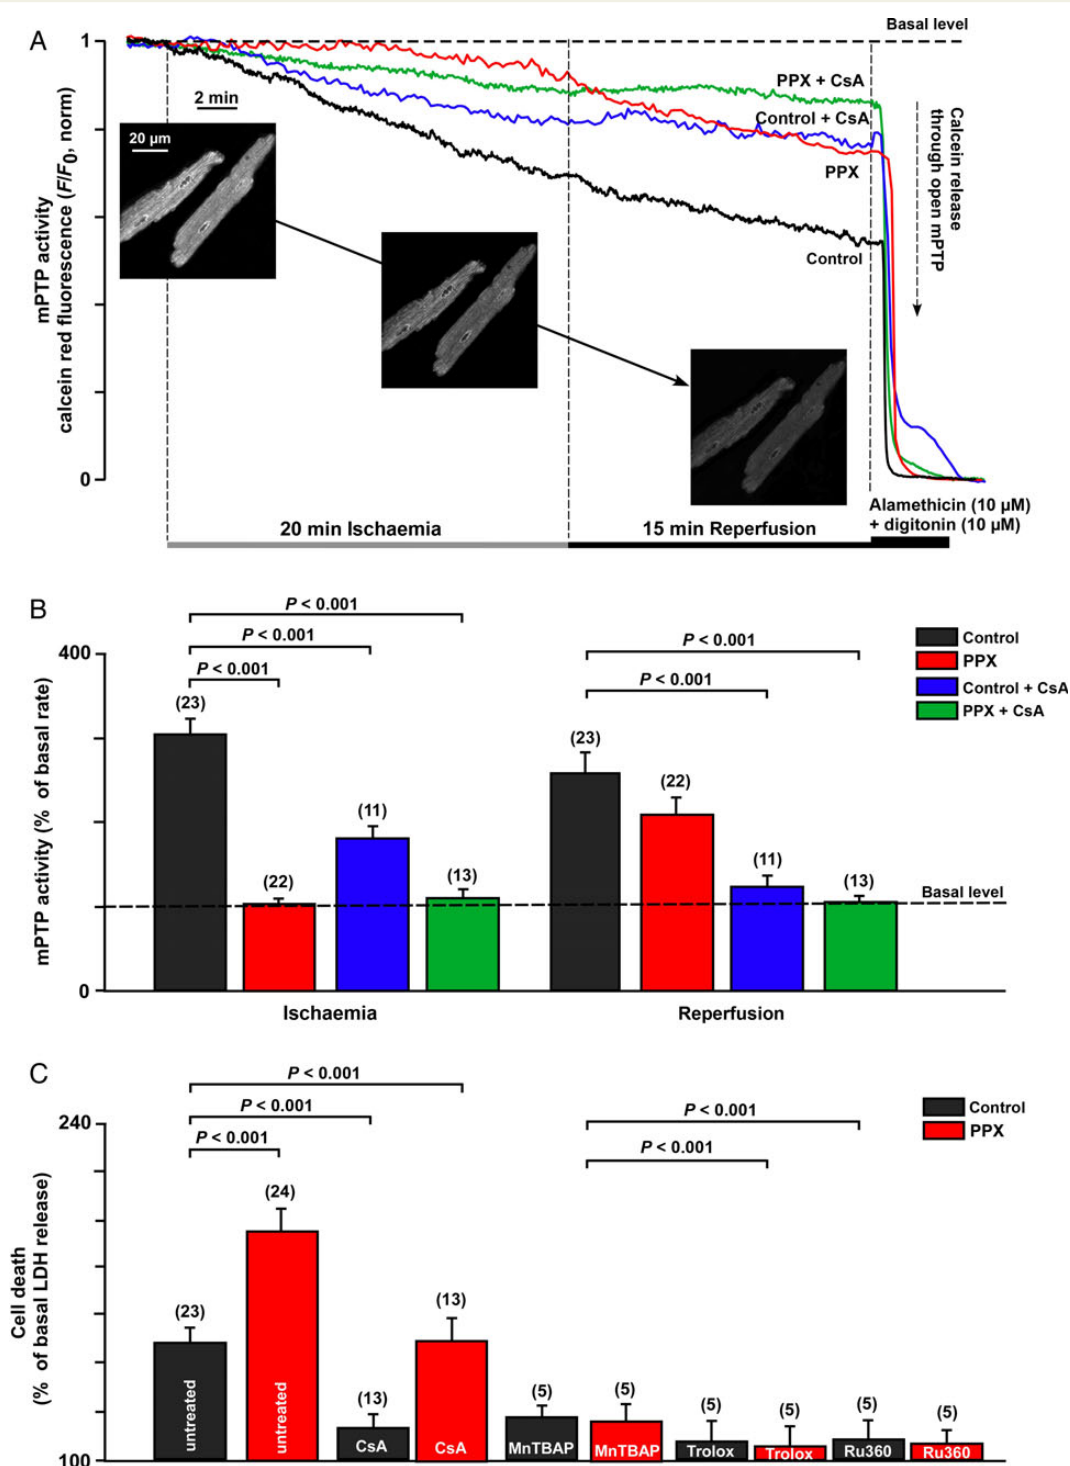 A
1
0
mPTP activity
calcein red fluorescence (F/F0, norm)
Basal level
2 min
20 µm
PPX + CsA
Control + CsA
PPX
Control
Calcein release
through open mPTP
20 min Ischaemia
15 min Reperfusion
Alamethicin (10 µM)
+ digitonin (10 µM)
B
P < 0.001
P < 0.001
P < 0.001
P < 0.001
P < 0.001
Control
PPX
Control + CsA
PPX + CsA
400
0
mPTP activity (% of basal rate)
(23)
(22)
(11)
(13)
(23)
(22)
(11)
(13)
Basal level
Ischaemia
Reperfusion
C
P < 0.001
P < 0.001
P < 0.001
P < 0.001
P < 0.001
Control
PPX
240
100
Cell death
(% of basal LDH release)
(23)
(24)
(13)
(13)
(5)
(5)
(5)
(5)
(5)
(5)
untreated
untreated
CsA
CsA
MnTBAP
MnTBAP
Trolox
Trolox
Ru360
Ru360